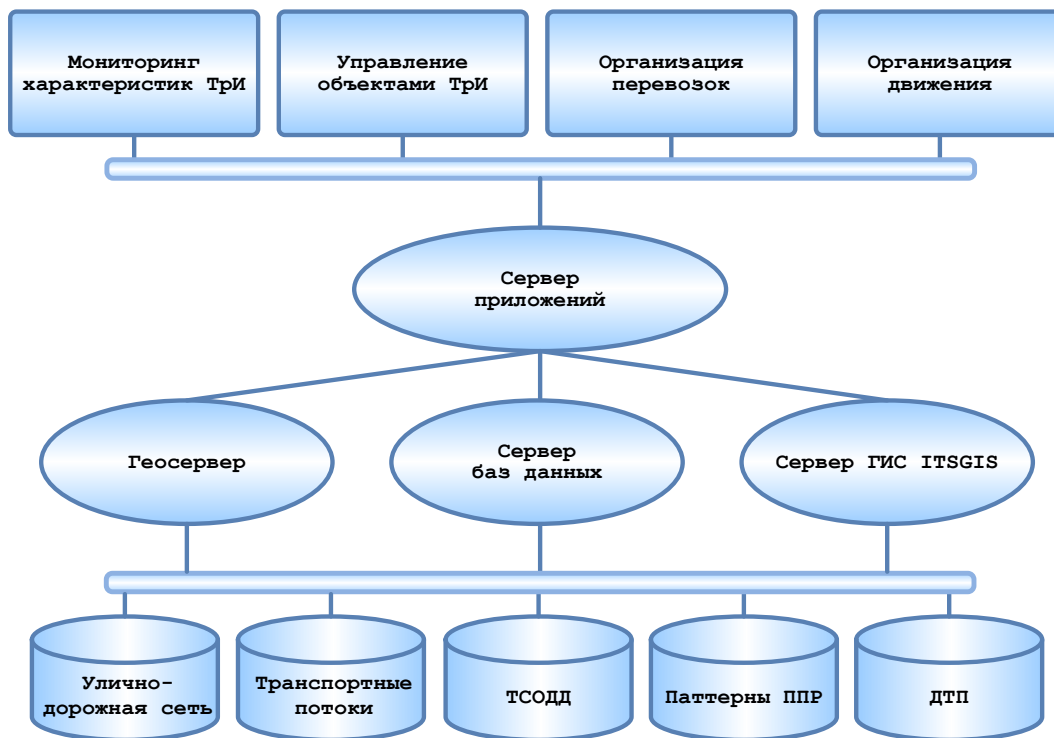 Мониторинг
характеристик ТрИ
Управление
объектами ТрИ
Организация
перевозок
Организация
движения
Сервер
приложений
Геосервер
Сервер
баз данных
Сервер ГИС ITSGIS
Улично-
дорожная сеть
Транспортные
потоки
ТСОДД
Паттерны ППР
ДТП